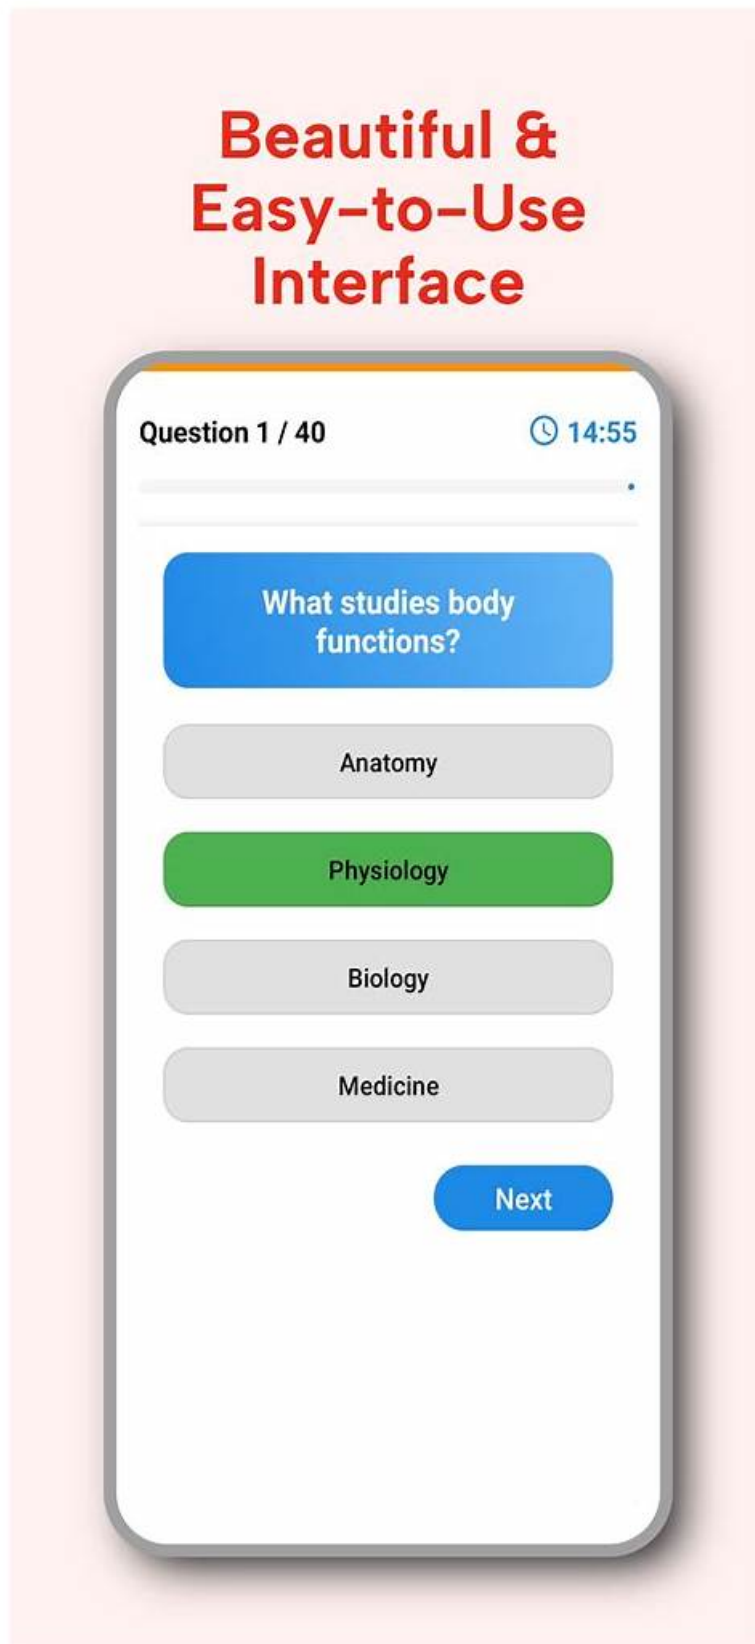 Beautiful &
Easy-to-Use
Interface
Question 1 / 40
14:55
What studies body
functions?
Anatomy
Physiology
Biology
Medicine
Next